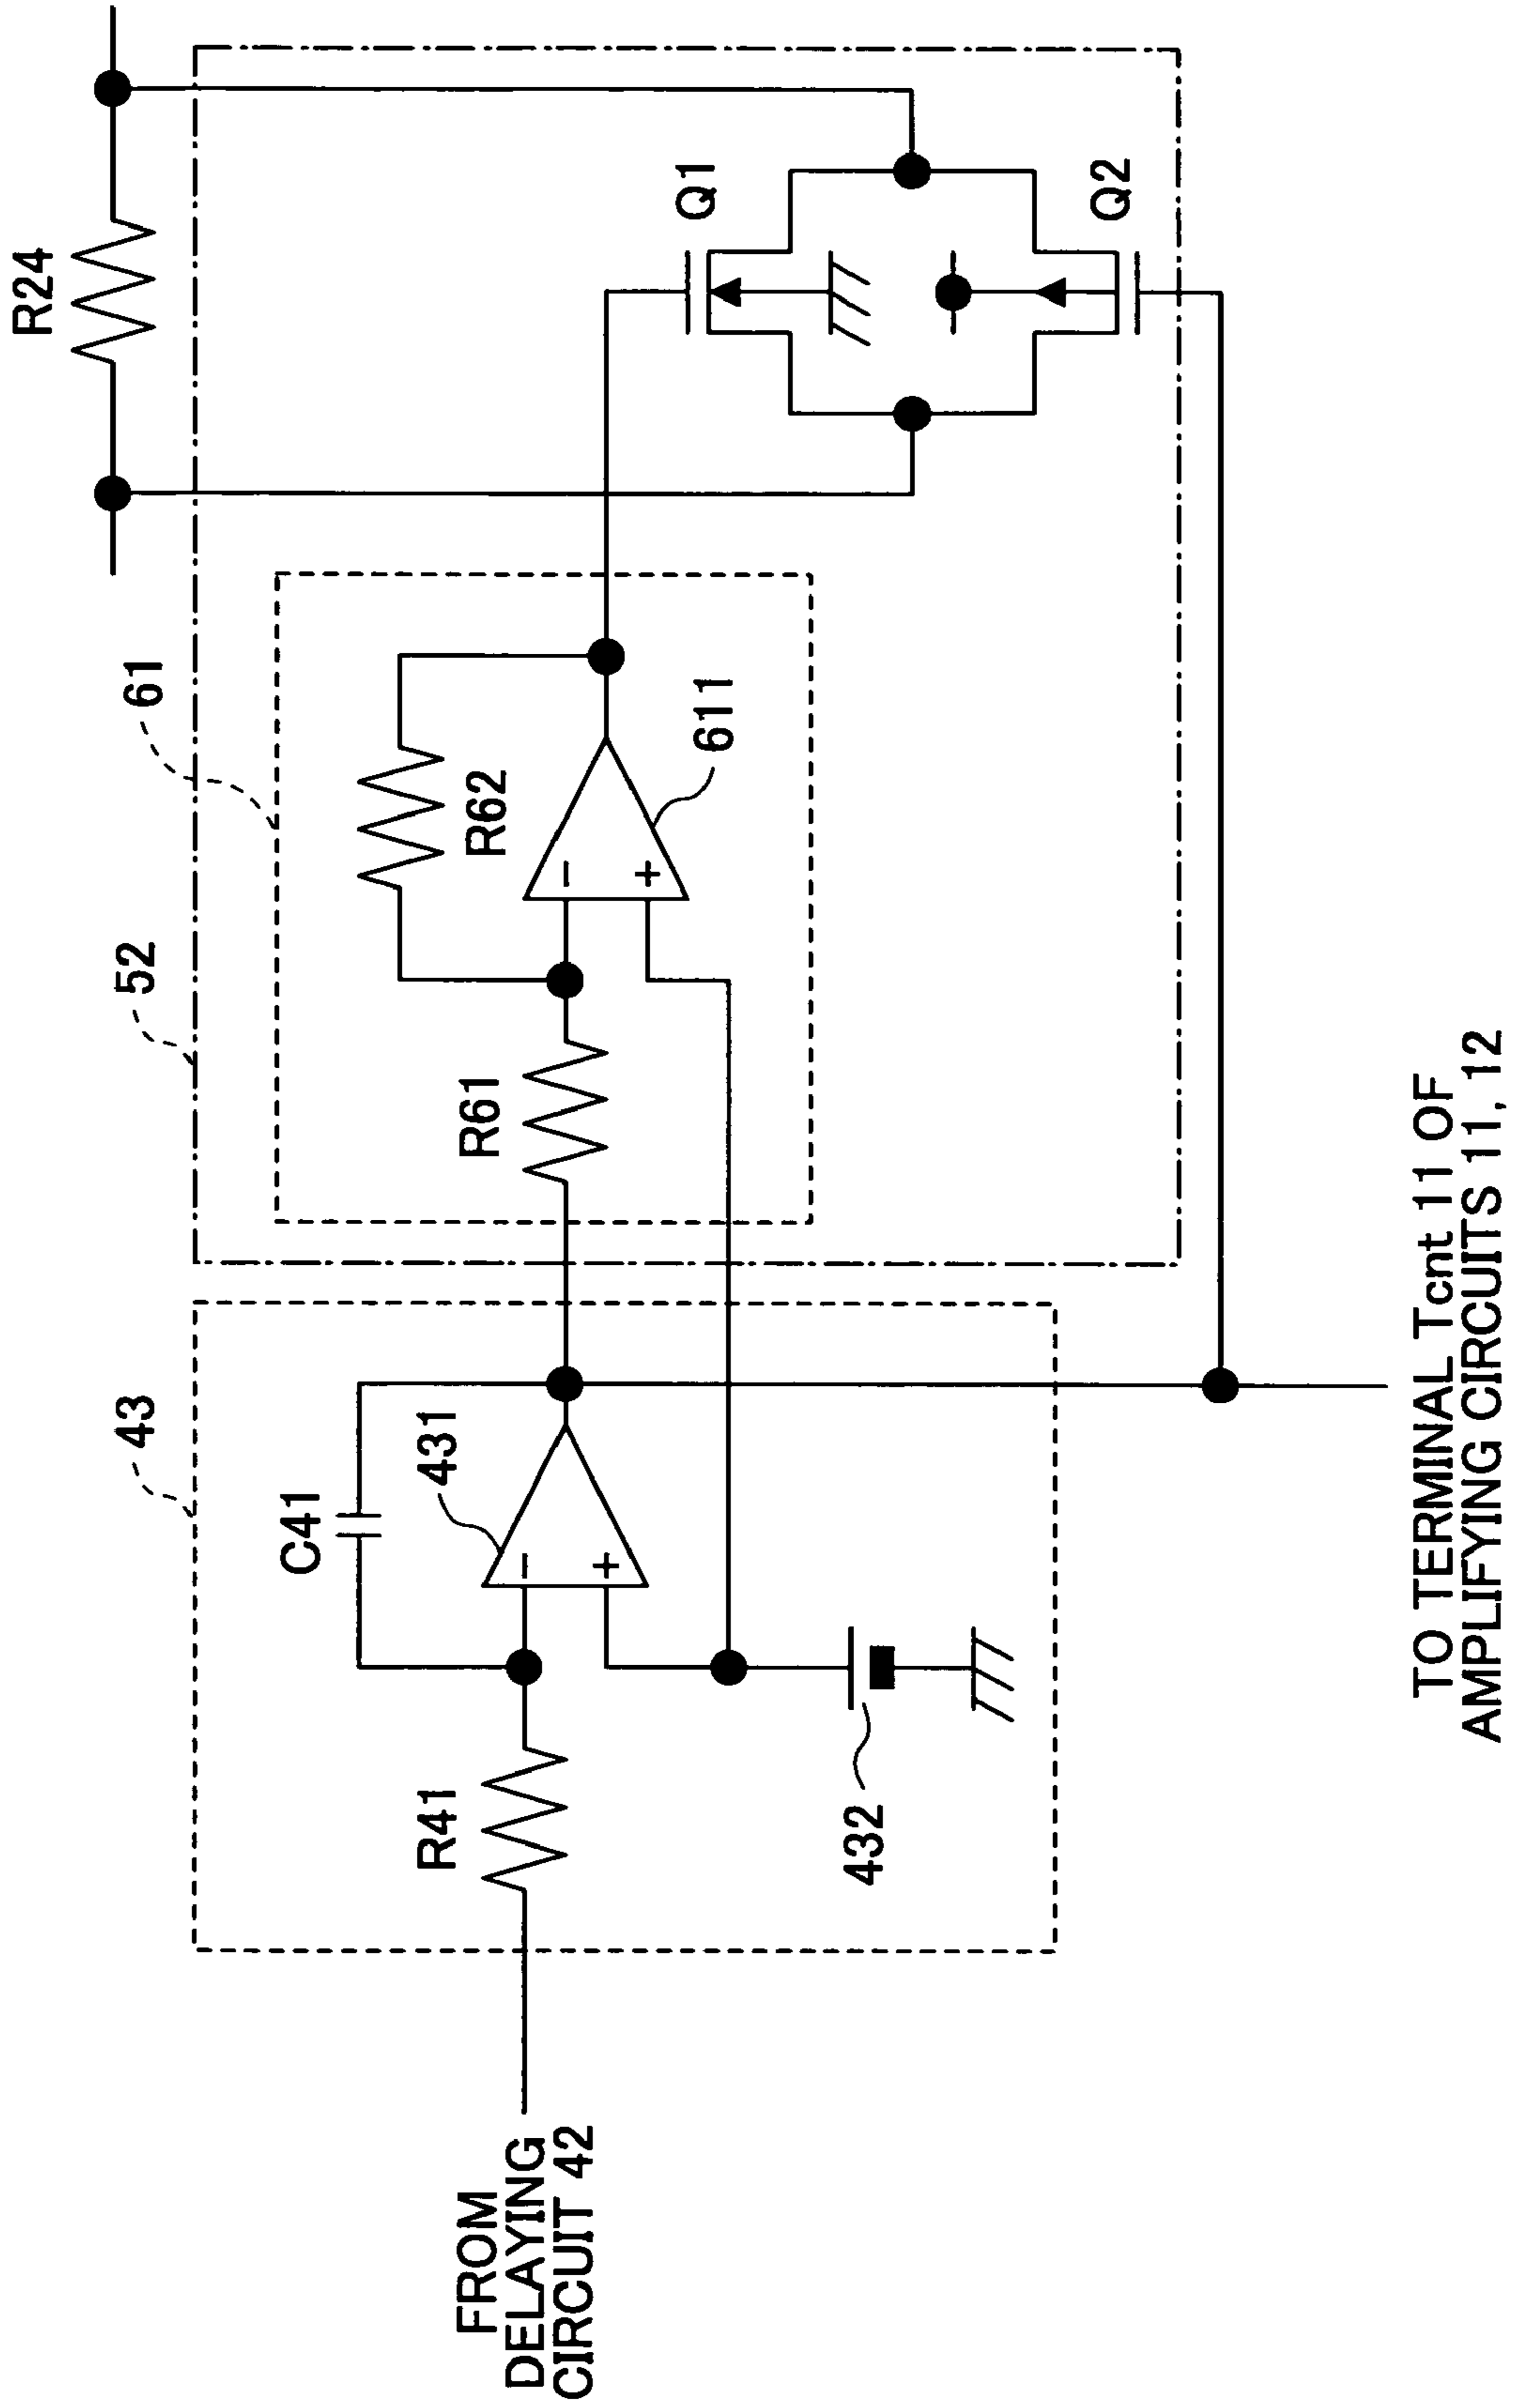 R24
61
52
43
Q1
R62
R61
611
C41
431
Q2
R41
432
FROM
DELAYING
CIRCUIT 42
TO TERMINAL Tcnt 11 OF
AMPLIFYING CIRCUITS 11, 12
−
+
−
+